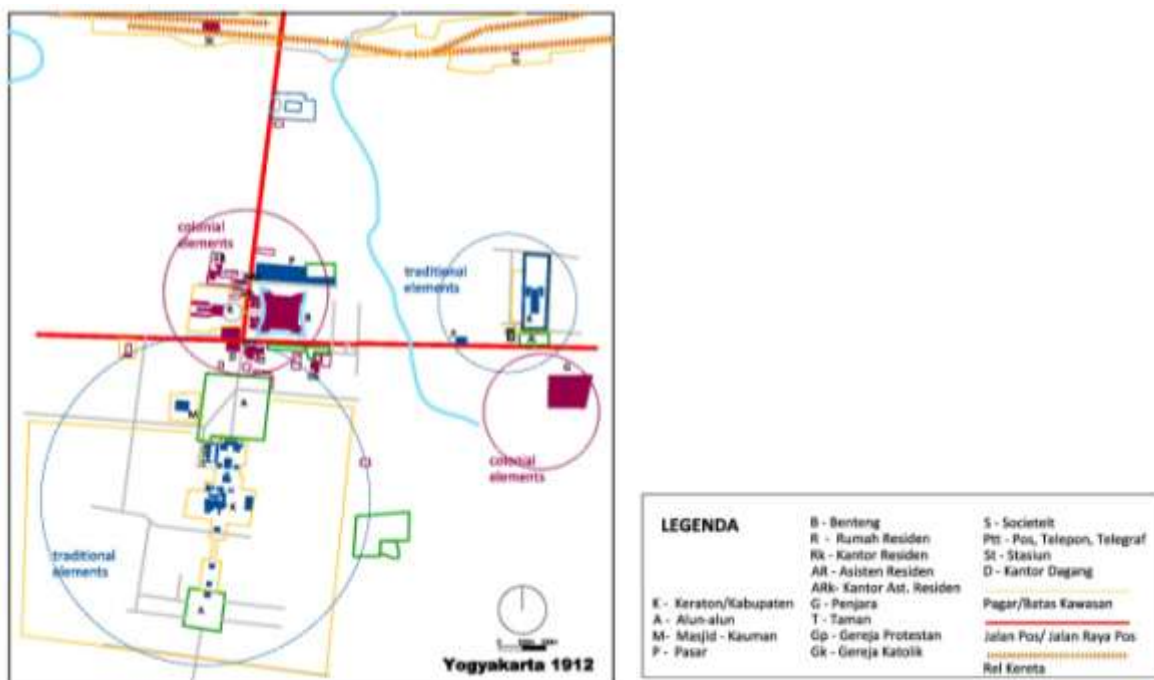 colonial
elements
P
R
B
traditional
elements
K
A
A
G
colonial
elements
M
A
K
traditional
elements
A
Yogyakarta 1912
LEGENDA
K - Keraton/Kabupaten
A - Alun-alun
M- Masjid - Kauman
P - Pasar
B - Benteng
R - Rumah Residen
Rk - Kantor Residen
AR - Asisten Residen
ARk- Kantor Ast. Residen
G - Penjara
T - Taman
Gp - Gereja Protestan
Gk - Gereja Katolik
S - Societeit
Ptt - Pos, Telepon, Telegraf
St - Stasiun
D - Kantor Dagang
Pagar/Batas Kawasan
Jalan Pos/ Jalan Raya Pos
Rel Kereta